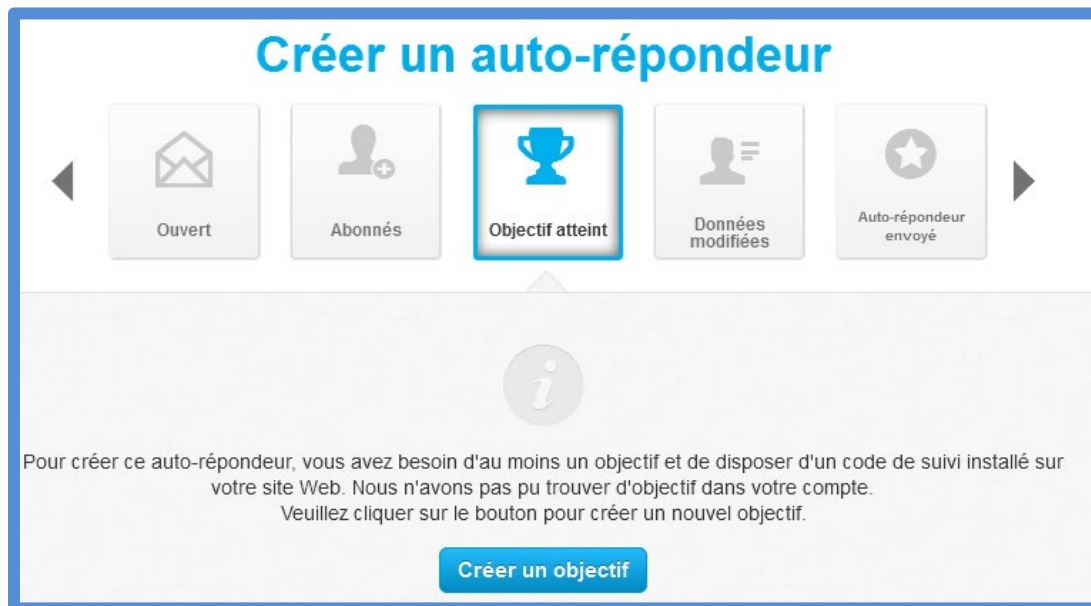 Créer un auto-répondeur
Ouvert
Abonnés
Objectif atteint
Données
modifiées
Auto-répondeur
envoyé
Pour créer ce auto-répondeur, vous avez besoin d'au moins un objectif et de disposer d'un code de suivi installé sur
votre site Web. Nous n'avons pas pu trouver d'objectif dans votre compte.
Veuillez cliquer sur le bouton pour créer un nouvel objectif.
Créer un objectif